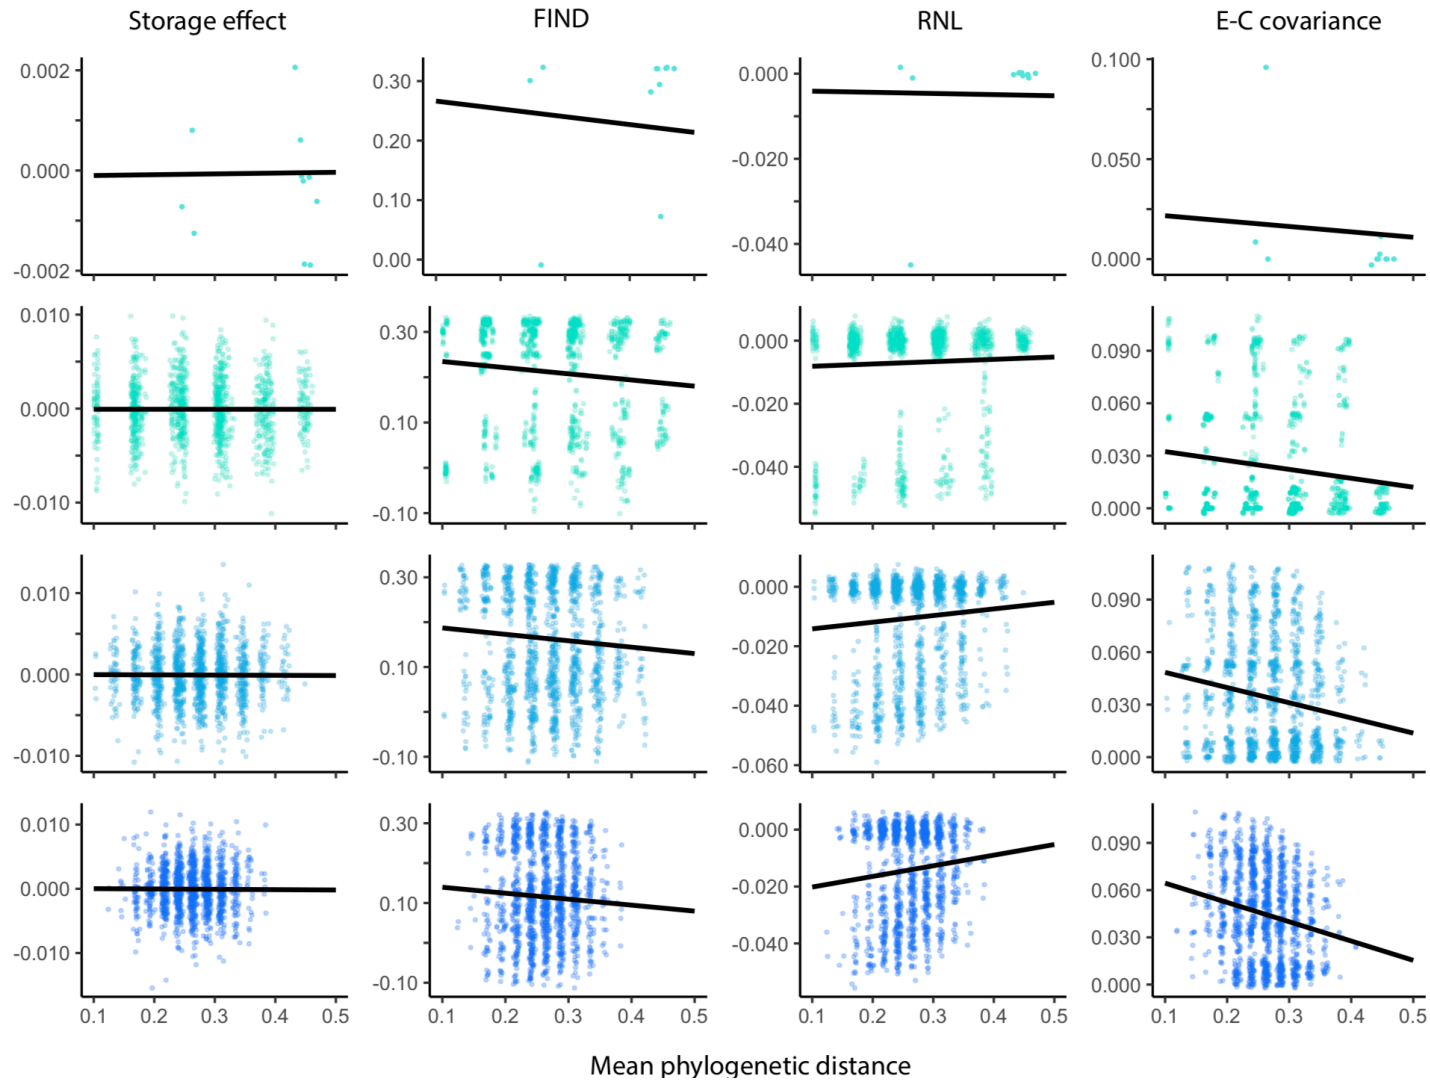 Storage effect FIND RNL E-C covariance
0.002 0.30 0.000 0.100
0.000 0.20 -0.020 0.050
-0.002 0.10 -0.040 0.000
0.00
0.010 0.30 0.000 0.090
0.000 0.10 -0.020 0.060
-0.010 -0.10 -0.040 0.030
0.000
0.010 0.30 0.000 0.090
0.000 0.10 -0.020 0.060
-0.010 -0.10 -0.040 0.030
-0.060 0.000
0.010 0.30 0.000 0.090
0.000 0.10 -0.020 0.060
-0.010 -0.10 -0.040 0.030
0.000
0.1 0.2 0.3 0.4 0.5 0.1 0.2 0.3 0.4 0.5 0.1 0.2 0.3 0.4 0.5 0.1 0.2 0.3 0.4 0.5
Mean phylogenetic distance